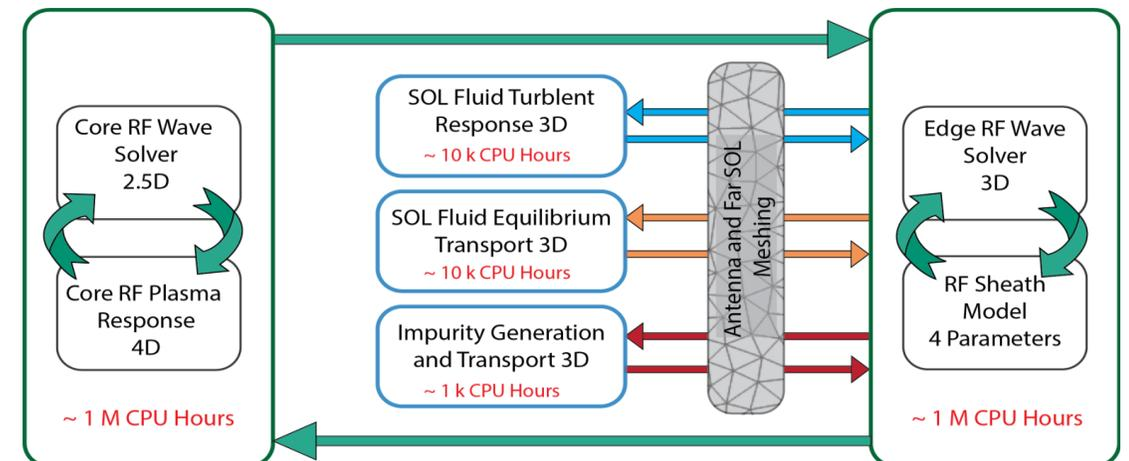 Core RF Wave
Solver
2.5D
Core RF Plasma
Response
4D
~ 1 M CPU Hours
SOL Fluid Turblent
Response 3D
~ 10 k CPU Hours
SOL Fluid Equilibrium
Transport 3D
~ 10 k CPU Hours
Impurity Generation
and Transport 3D
~ 1 k CPU Hours
Antenna and Far SOL
Meshing
Edge RF Wave
Solver
3D
RF Sheath
Model
4 Parameters
~ 1 M CPU Hours